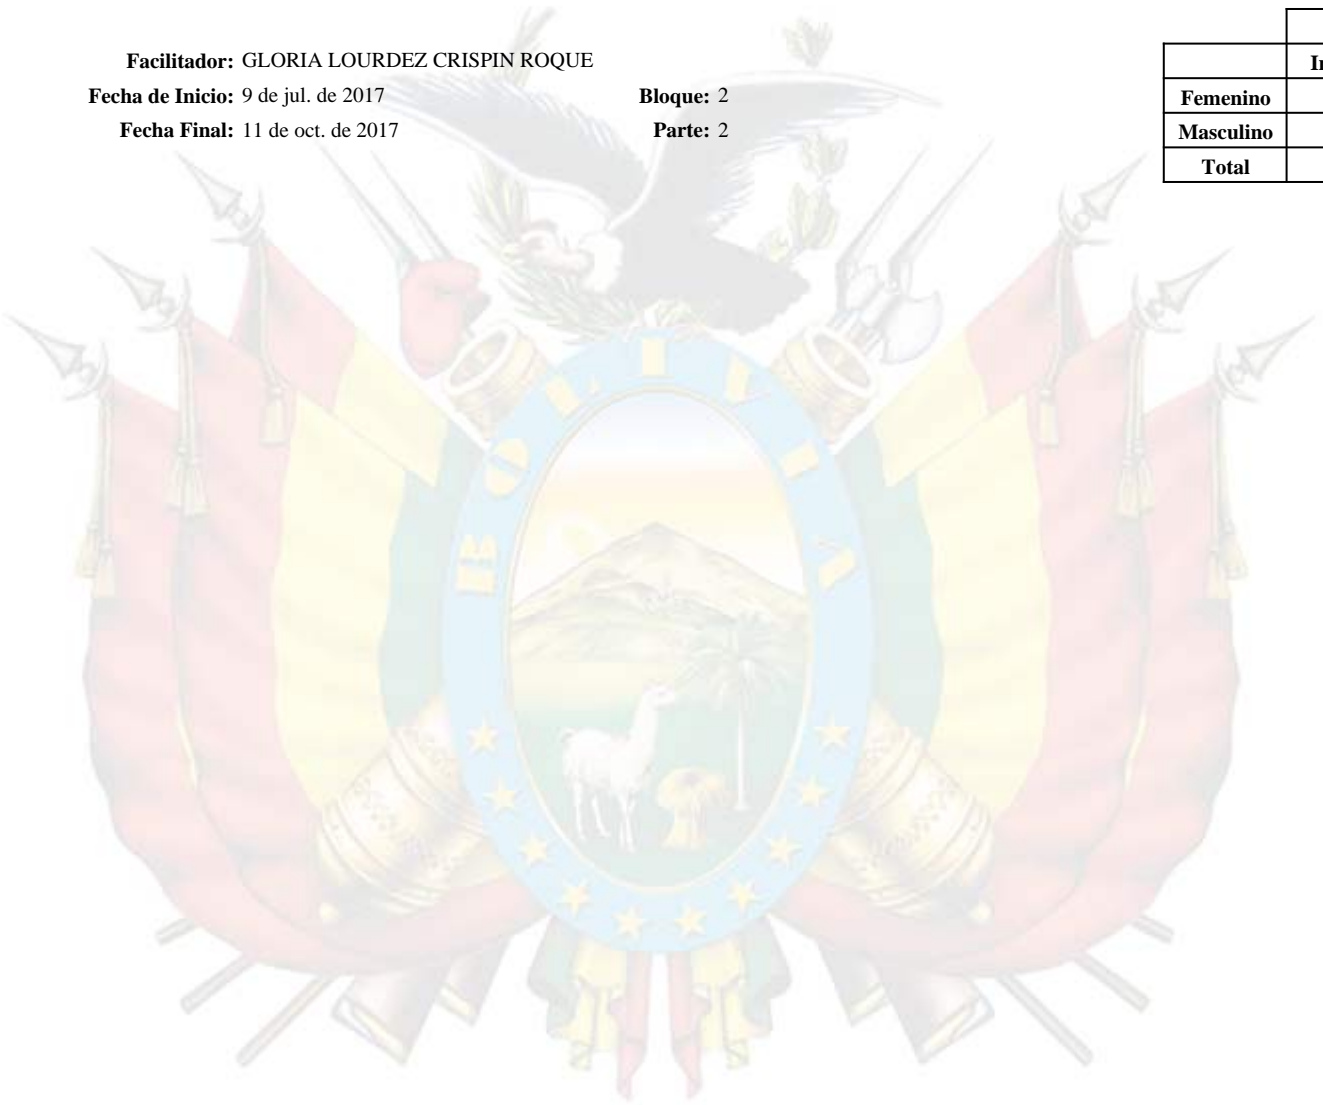 Facilitador: GLORIA LOURDEZ CRISPIN ROQUE
Fecha de Inicio: 9 de jul. de 2017 Bloque: 2
Fecha Final: 11 de oct. de 2017 Parte: 2
Femenino
Masculino
Total
BOLIVIA